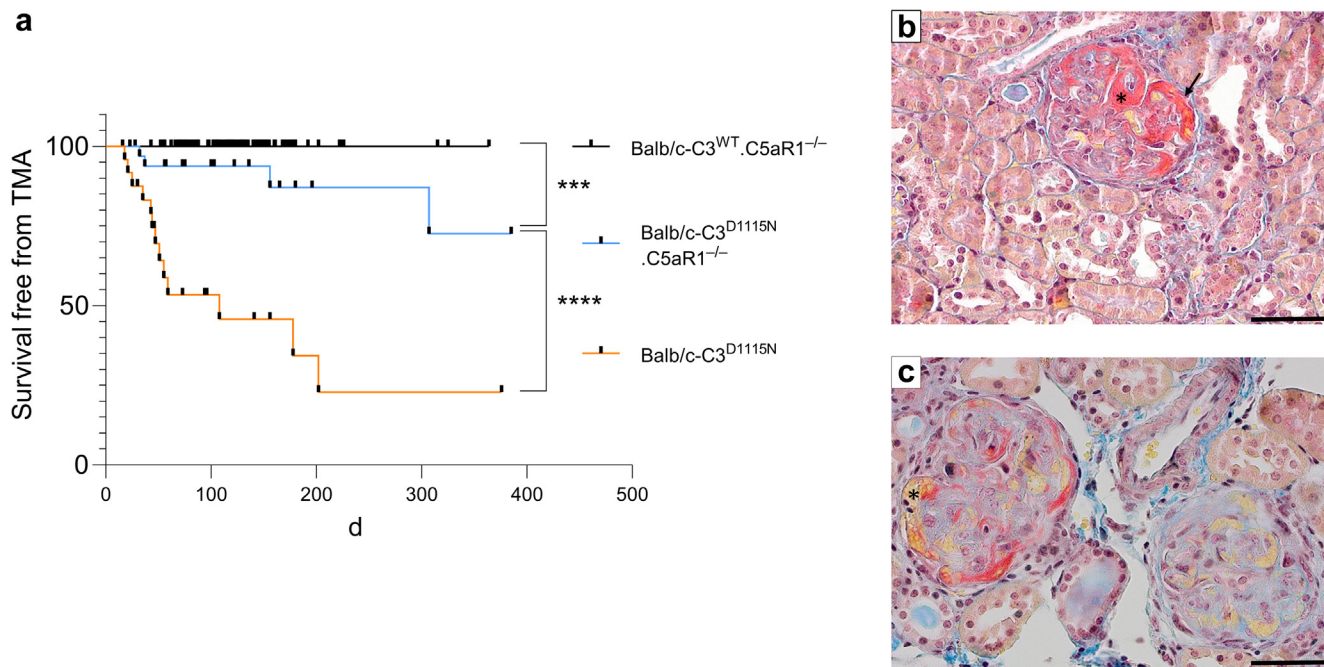 a
Survival free from TMA
100
50
0
0 100 200 300 400 500
d
***
****
Balb/c-C3WT.C5aR1–/–
Balb/c-C3D1115N
.C5aR1–/–
Balb/c-C3D1115N
b
*
c
*